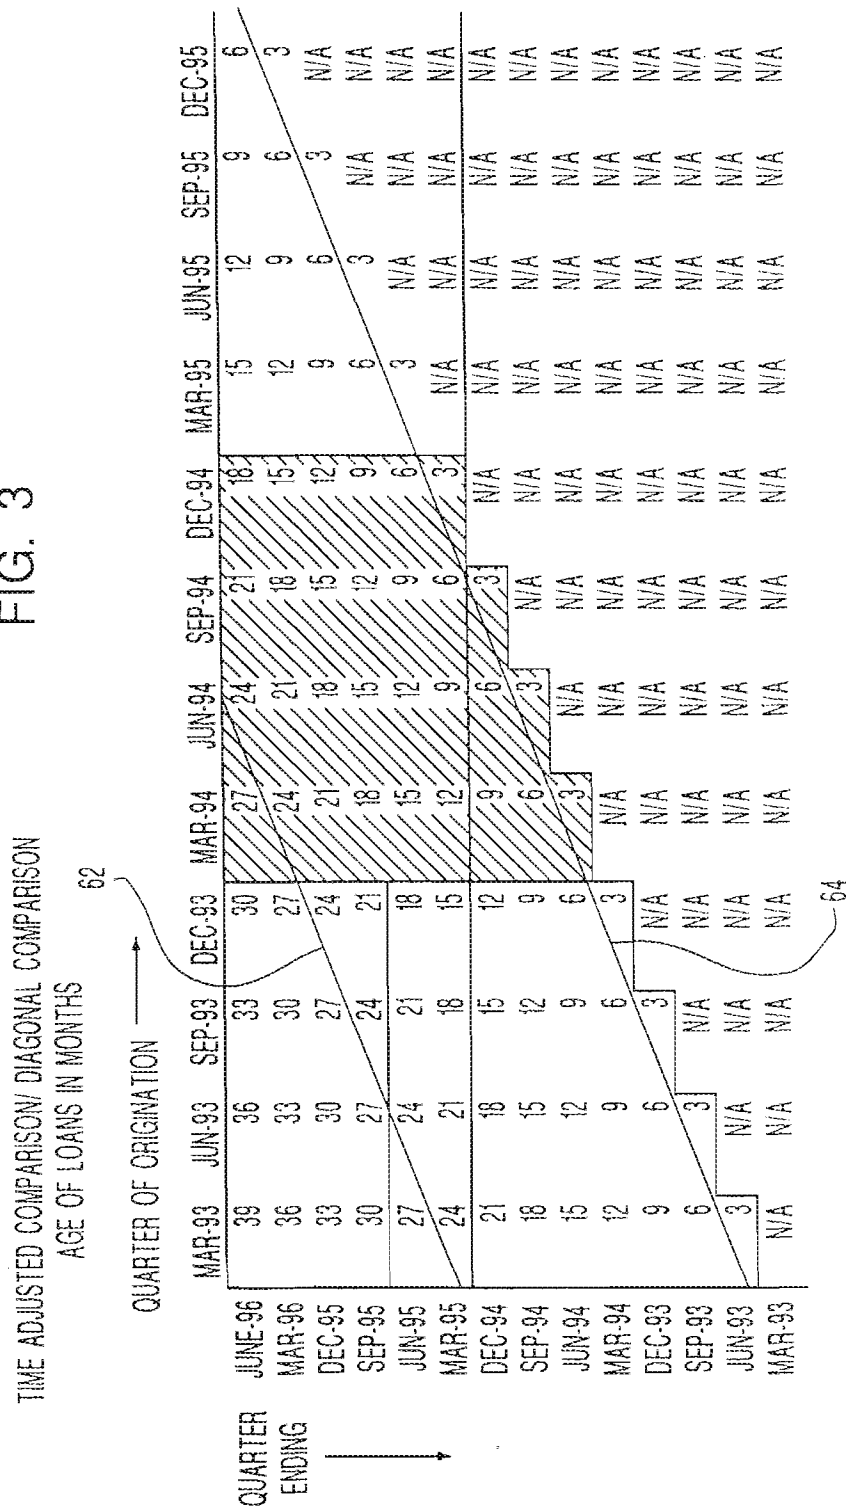 FIG. 3
TIME ADJUSTED COMPARISON/ DIAGONAL COMPARISON
AGE OF LOANS IN MONTHS
QUARTER OF ORIGINATION
62
MAR-93 JUN-93 SEP-93 DEC-93 MAR-94 JUN-94 SEP-94 DEC-94 MAR-95 JUN-95 SEP-95 DEC-95
QUARTER
ENDING
JUNE-96 39 36 33 30 27 24 21 18 15 12 9 6
MAR-96 36 33 30 27 24 21 18 15 12 9 6 3
DEC-95 33 30 27 24 21 18 15 12 9 6 3 N/A
SEP-95 30 27 24 21 18 15 12 9 6 3 N/A N/A
JUN-95 27 24 21 18 15 12 9 6 3 N/A N/A N/A
MAR-95 24 21 18 15 12 9 6 3 N/A N/A N/A N/A
DEC-94 21 18 15 12 9 6 3 N/A N/A N/A N/A N/A
SEP-94 18 15 12 9 6 3 N/A N/A N/A N/A N/A N/A
JUN-94 15 12 9 6 3 N/A N/A N/A N/A N/A N/A N/A
MAR-94 12 9 6 3 N/A N/A N/A N/A N/A N/A N/A N/A
DEC-93 9 6 3 N/A N/A N/A N/A N/A N/A N/A N/A N/A
SEP-93 6 3 N/A N/A N/A N/A N/A N/A N/A N/A N/A N/A
JUN-93 3 N/A N/A N/A N/A N/A N/A N/A N/A N/A N/A N/A
MAR-93 N/A N/A N/A N/A N/A N/A N/A N/A N/A N/A N/A N/A
64